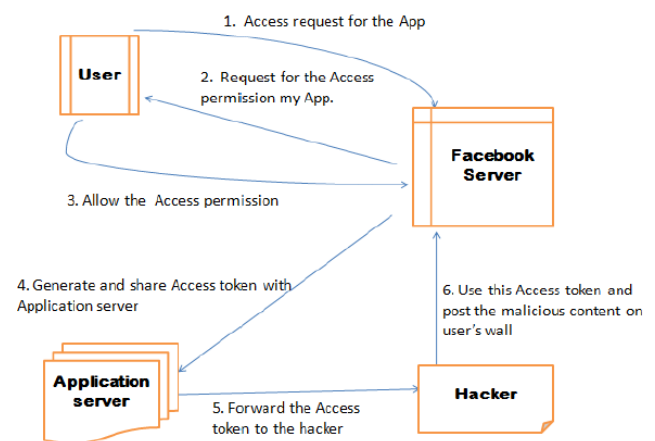 1. Access request for the App
User
2. Request for the Access
permission my App.
Facebook
Server
3. Allow the Access permission
4. Generate and share Access token with
Application server
6. Use this Access token and
post the malicious content on
user's wall
Application
server
Hacker
5. Forward the Access
token to the hacker